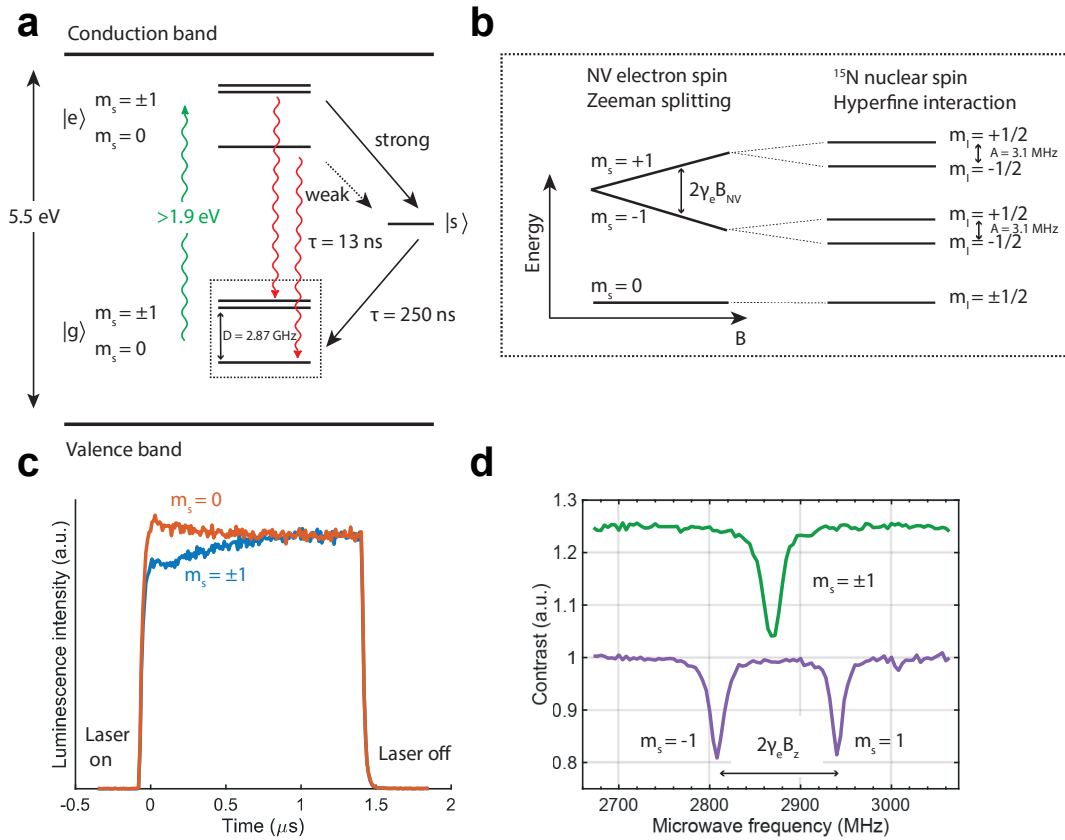 a
Conduction band
|e⟩
m_s = ±1
m_s = 0
strong
weak
|s⟩
5.5 eV
>1.9 eV
τ = 13 ns
|g⟩
m_s = ±1
m_s = 0
D = 2.87 GHz
τ = 250 ns
Valence band
b
NV electron spin
Zeeman splitting
¹⁵N nuclear spin
Hyperfine interaction
m_s = +1
2γ_eB_NV
m_s = -1
m_s = 0
m_I = +1/2
A = 3.1 MHz
m_I = -1/2
m_I = +1/2
A = 3.1 MHz
m_I = -1/2
m_I = ±1/2
Energy
B
c
m_s = 0
m_s = ±1
Laser
on
Laser off
Luminescence intensity (a.u.)
-0.5 0 0.5 1 1.5 2
Time (μs)
d
1.3
1.2
1.1
1
0.9
0.8
m_s = ±1
m_s = -1
2γ_eB_z
m_s = 1
Contrast (a.u.)
2700 2800 2900 3000
Microwave frequency (MHz)